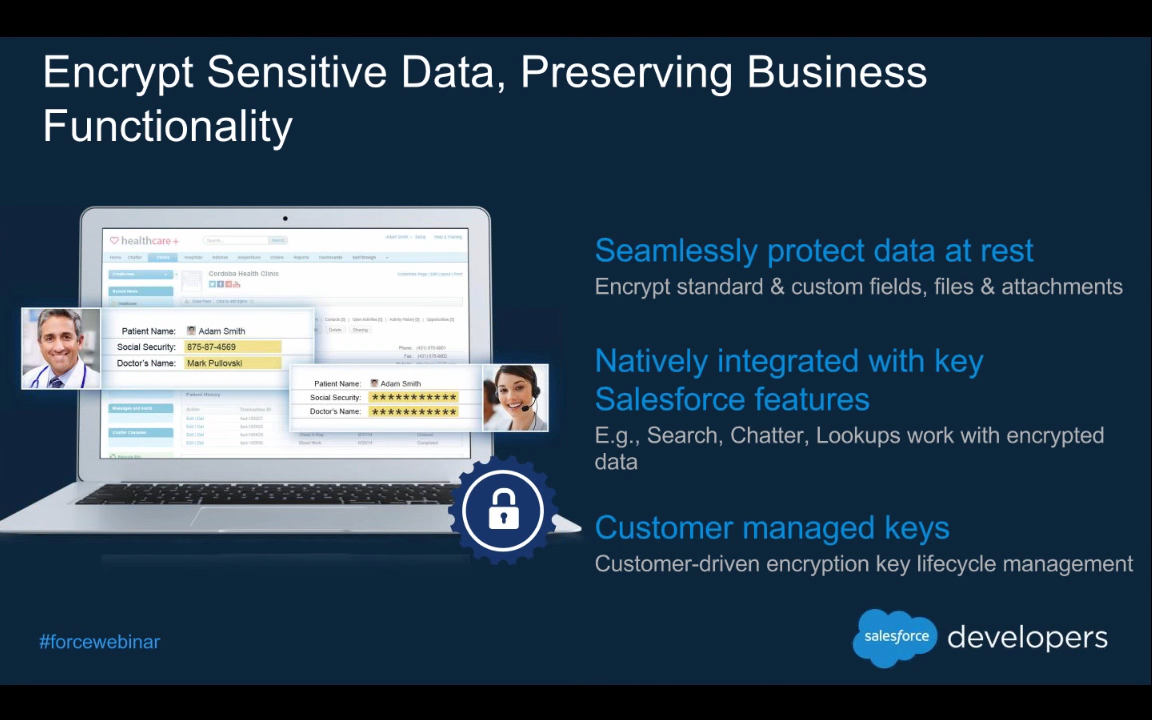 Encrypt Sensitive Data, Preserving Business
Functionality
healthcare +
Cordoba Health Clinic
Patient Name: Adam Smith
Social Security: 875-87-4569
Doctor's Name: Mark Pullovski
Patient Name: Adam Smith
Social Security: ***********
Doctor's Name: ***********
Patient History
Seamlessly protect data at rest
Encrypt standard & custom fields, files & attachments
Natively integrated with key
Salesforce features
E.g., Search, Chatter, Lookups work with encrypted
data
Customer managed keys
Customer-driven encryption key lifecycle management
#forcewebinar
salesforce developers